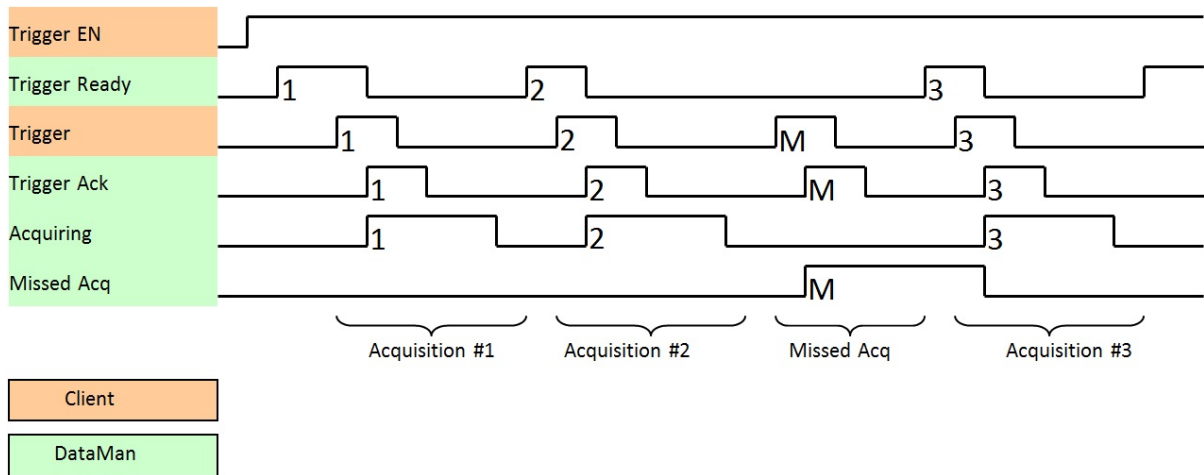 Trigger EN
Trigger Ready 1 2 3
Trigger 1 2 M 3
Trigger Ack 1 2 M 3
Acquiring 1 2 3
Missed Acq M
Acquisition #1 Acquisition #2 Missed Acq Acquisition #3
Client
DataMan